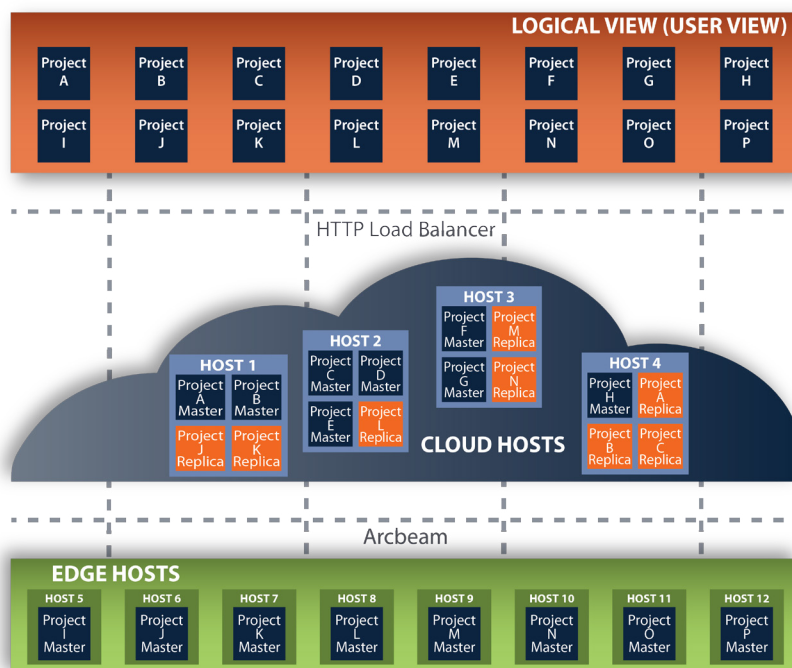 LOGICAL VIEW (USER VIEW)
Project
A
Project
B
Project
C
Project
D
Project
E
Project
F
Project
G
Project
H
Project
I
Project
J
Project
K
Project
L
Project
M
Project
N
Project
O
Project
P
HTTP Load Balancer
HOST 1
Project
A
Master
Project
B
Master
Project
J
Replica
Project
K
Replica
HOST 2
Project
C
Master
Project
D
Master
Project
E
Master
Project
L
Replica
HOST 3
Project
F
Master
Project
M
Replica
Project
G
Master
Project
N
Replica
HOST 4
Project
H
Master
Project
A
Replica
Project
B
Replica
Project
C
Replica
CLOUD HOSTS
Arcbeam
EDGE HOSTS
HOST 5
Project
I
Master
HOST 6
Project
J
Master
HOST 7
Project
K
Master
HOST 8
Project
L
Master
HOST 9
Project
M
Master
HOST 10
Project
N
Master
HOST 11
Project
O
Master
HOST 12
Project
P
Master